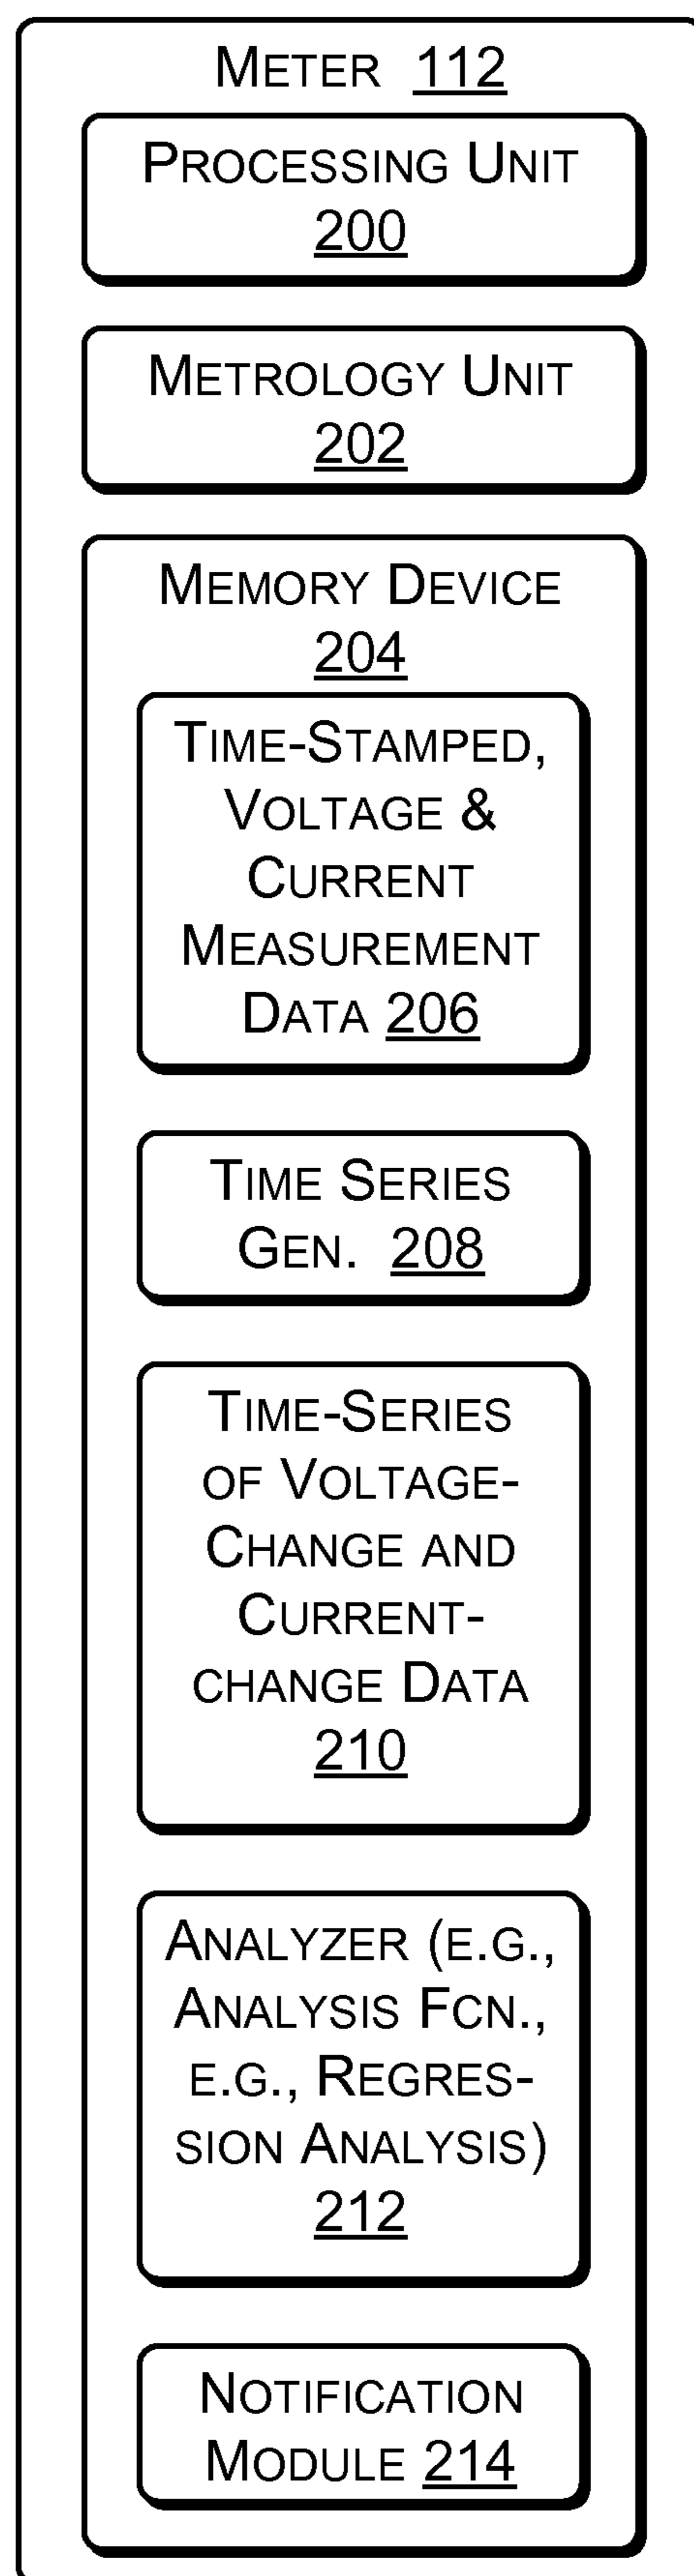 METER 112
PROCESSING UNIT
200
METROLOGY UNIT
202
MEMORY DEVICE
204
TIME-STAMPED,
VOLTAGE &
CURRENT
MEASUREMENT
DATA 206
TIME SERIES
GEN. 208
TIME-SERIES
OF VOLTAGE-
CHANGE AND
CURRENT-
CHANGE DATA
210
ANALYZER (E.G.,
ANALYSIS FCN.,
E.G., REGRES-
SION ANALYSIS)
212
NOTIFICATION
MODULE 214